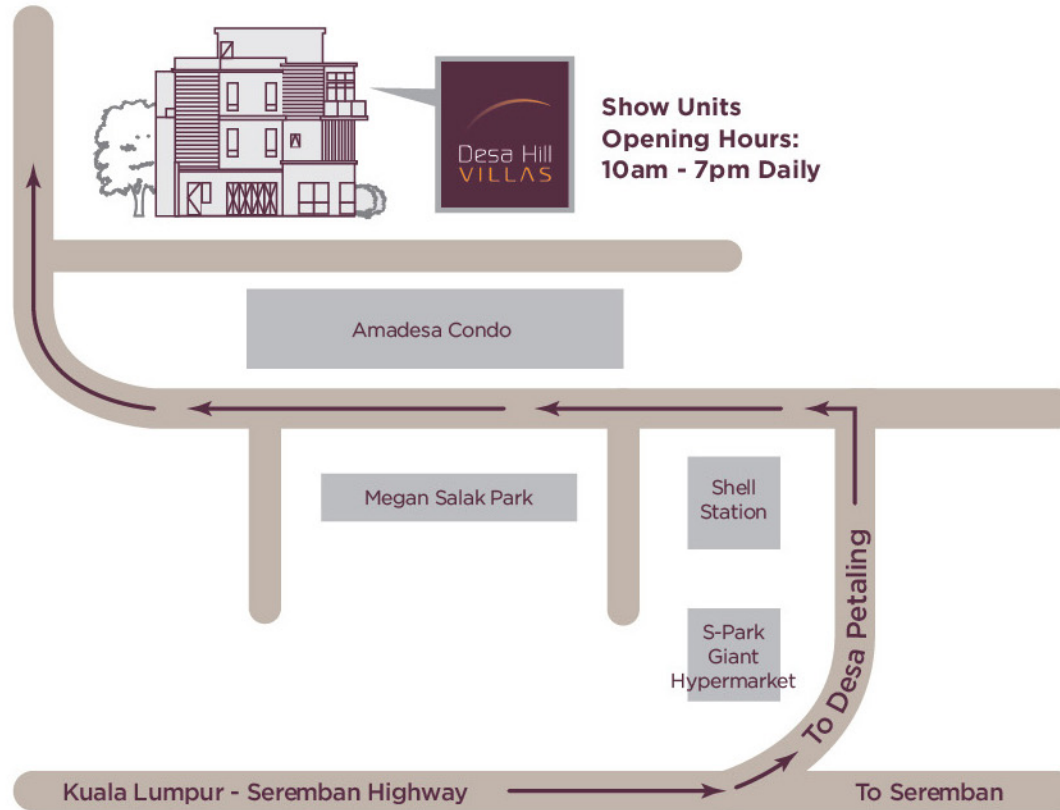 Desa Hill
VILLAS
Show Units
Opening Hours:
10am - 7pm Daily
Amadesa Condo
Megan Salak Park
Shell
Station
S-Park
Giant
Hypermarket
To Desa Petaling
Kuala Lumpur - Seremban Highway
To Seremban